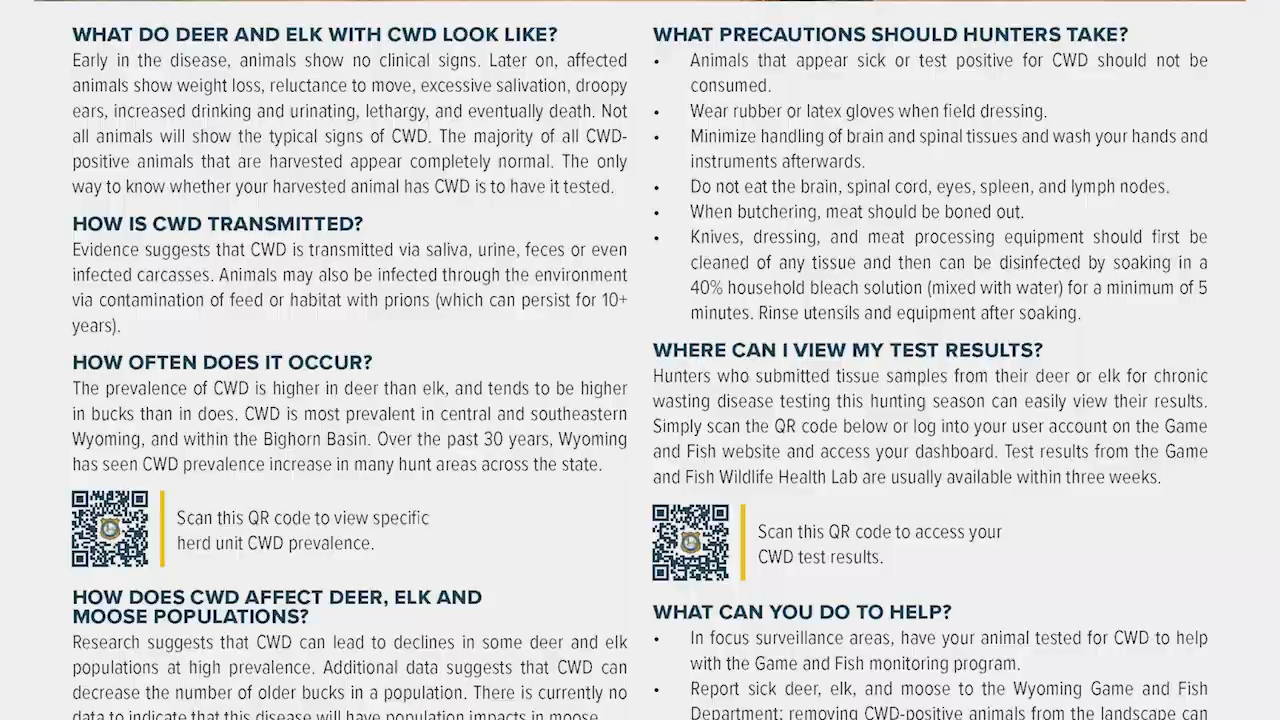 WHAT DO DEER AND ELK WITH CWD LOOK LIKE?
Early in the disease, animals show no clinical signs. Later on, affected
animals show weight loss, reluctance to move, excessive salivation, droopy
ears, increased drinking and urinating, lethargy, and eventually death. Not
all animals will show the typical signs of CWD. The majority of all CWD-
positive animals that are harvested appear completely normal. The only
way to know whether your harvested animal has CWD is to have it tested.
HOW IS CWD TRANSMITTED?
Evidence suggests that CWD is transmitted via saliva, urine, feces or even
infected carcasses. Animals may also be infected through the environment
via contamination of feed or habitat with prions (which can persist for 10+
years).
HOW OFTEN DOES IT OCCUR?
The prevalence of CWD is higher in deer than elk, and tends to be higher
in bucks than in does. CWD is most prevalent in central and southeastern
Wyoming, and within the Bighorn Basin. Over the past 30 years, Wyoming
has seen CWD prevalence increase in many hunt areas across the state.
Scan this QR code to view specific
herd unit CWD prevalence.
HOW DOES CWD AFFECT DEER, ELK AND
MOOSE POPULATIONS?
Research suggests that CWD can lead to declines in some deer and elk
populations at high prevalence. Additional data suggests that CWD can
decrease the number of older bucks in a population. There is currently no
data to indicate that this disease will have population impacts in moose.
WHAT PRECAUTIONS SHOULD HUNTERS TAKE?
• Animals that appear sick or test positive for CWD should not be
consumed.
• Wear rubber or latex gloves when field dressing.
• Minimize handling of brain and spinal tissues and wash your hands and
instruments afterwards.
• Do not eat the brain, spinal cord, eyes, spleen, and lymph nodes.
• When butchering, meat should be boned out.
• Knives, dressing, and meat processing equipment should first be
cleaned of any tissue and then can be disinfected by soaking in a
40% household bleach solution (mixed with water) for a minimum of 5
minutes. Rinse utensils and equipment after soaking.
WHERE CAN I VIEW MY TEST RESULTS?
Hunters who submitted tissue samples from their deer or elk for chronic
wasting disease testing this hunting season can easily view their results.
Simply scan the QR code below or log into your user account on the Game
and Fish website and access your dashboard. Test results from the Game
and Fish Wildlife Health Lab are usually available within three weeks.
Scan this QR code to access your
CWD test results.
WHAT CAN YOU DO TO HELP?
• In focus surveillance areas, have your animal tested for CWD to help
with the Game and Fish monitoring program.
• Report sick deer, elk, and moose to the Wyoming Game and Fish
Department; removing CWD-positive animals from the landscape can